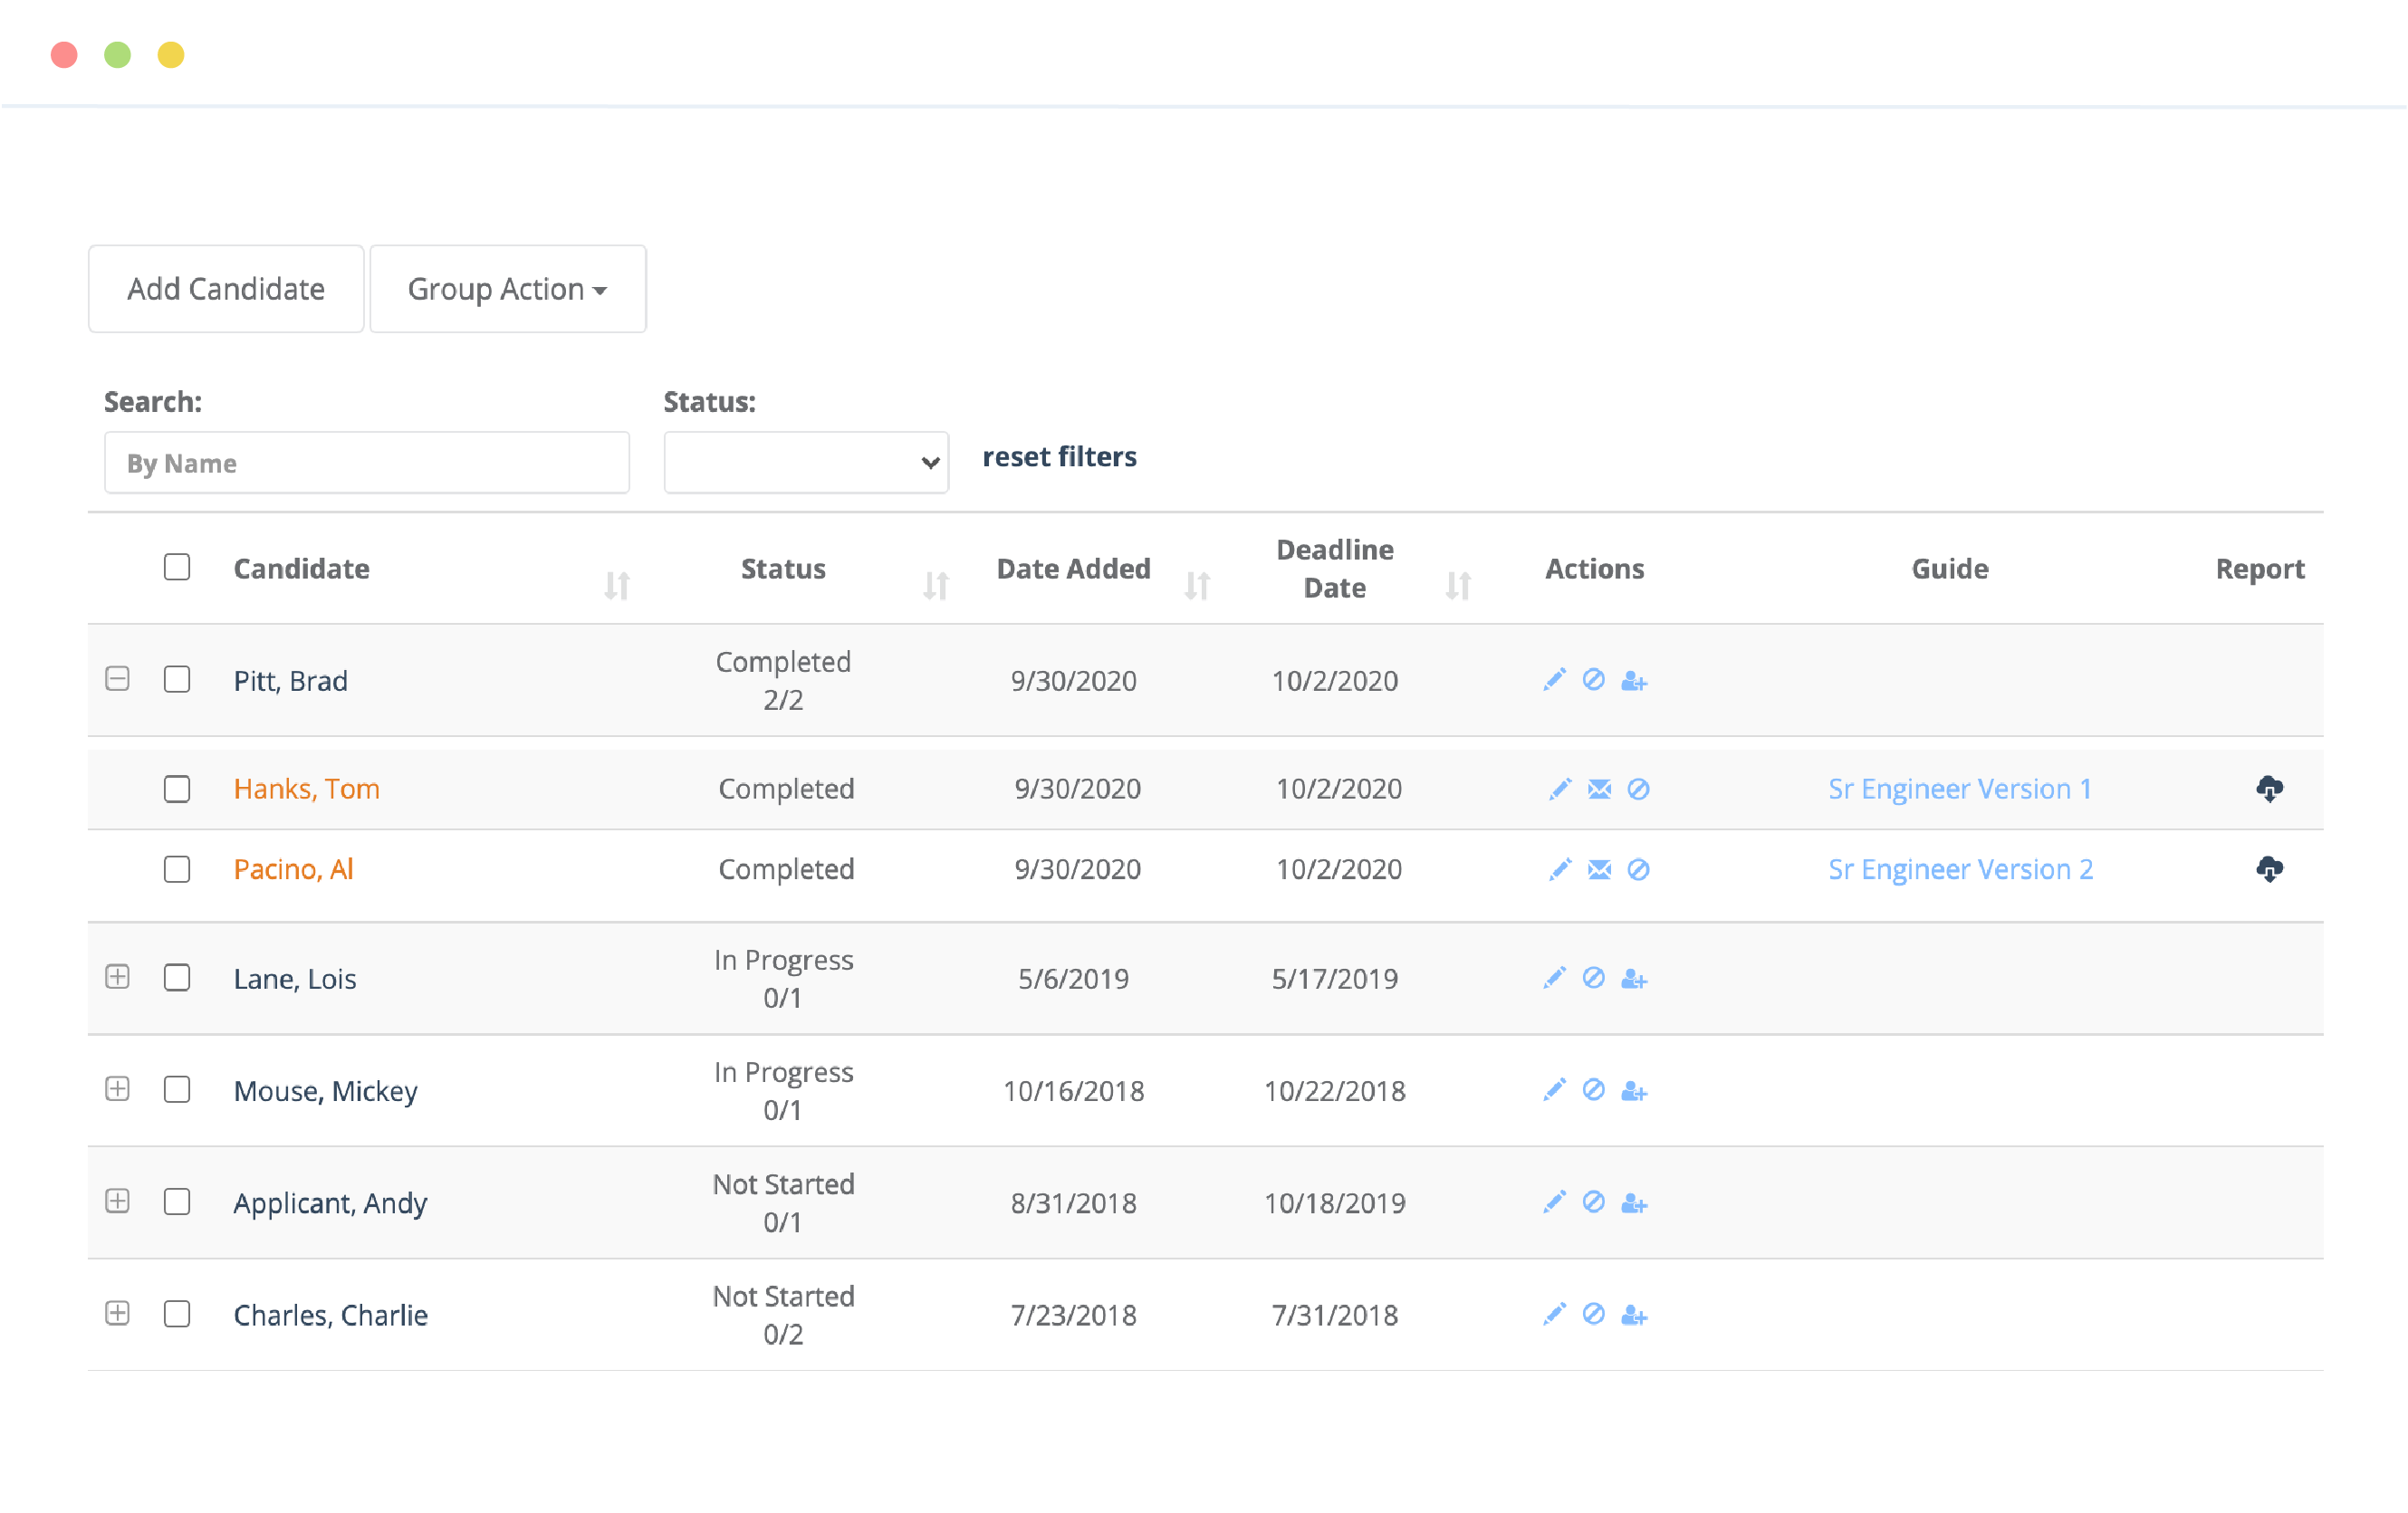 Add Candidate Group Action
Search: Status:
By Name reset filters
Candidate Status Date Added Deadline Date Actions Guide Report
Pitt, Brad Completed 2/2 9/30/2020 10/2/2020
Hanks, Tom Completed 9/30/2020 10/2/2020 Sr Engineer Version 1
Pacino, Al Completed 9/30/2020 10/2/2020 Sr Engineer Version 2
Lane, Lois In Progress 0/1 5/6/2019 5/17/2019
Mouse, Mickey In Progress 0/1 10/16/2018 10/22/2018
Applicant, Andy Not Started 0/1 8/31/2018 10/18/2019
Charles, Charlie Not Started 0/2 7/23/2018 7/31/2018